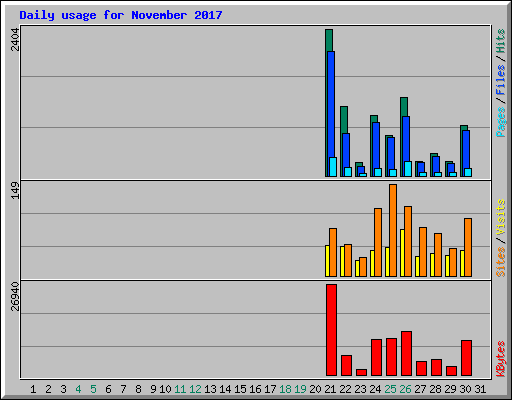 Daily usage for November 2017
2404
Pages/Files/Hits
149
Sites/Visits
26940
KBytes
1 2 3 4 5 6 7 8 9 10 11 12 13 14 15 16 17 18 19 20 21 22 23 24 25 26 27 28 29 30 31